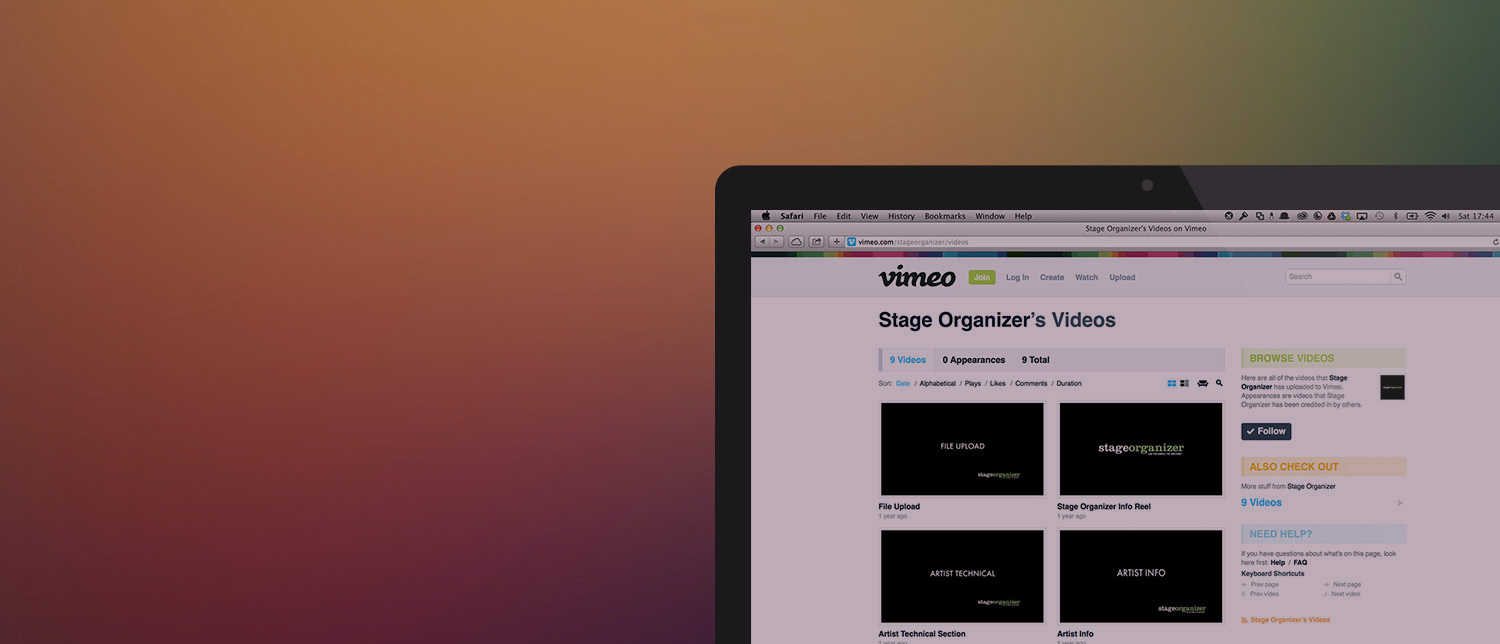 Safari File Edit View History Bookmarks Window Help Sat 17:44
Stage Organizer's Videos on Vimeo
vimeo.com/stageorganizer/videos
vimeo Join Log In Create Watch Upload Search
Stage Organizer's Videos
9 Videos 0 Appearances 9 Total
Sort: Date / Alphabetical / Plays / Likes / Comments / Duration
FILE UPLOAD
stageorganizer
File Upload
1 year ago
stageorganizer
Stage Organizer Info Reel
1 year ago
ARTIST TECHNICAL
stageorganizer
Artist Technical Section
1 year ago
ARTIST INFO
stageorganizer
Artist Info
1 year ago
BROWSE VIDEOS
Here are all of the videos that Stage
Organizer has uploaded to Vimeo.
Appearances are videos that Stage
Organizer has been credited in by others.
Follow
ALSO CHECK OUT
More stuff from Stage Organizer
9 Videos
NEED HELP?
If you have questions about what's on this page, look
here first: Help / FAQ
Keyboard Shortcuts
Prev page Next page
Prev video Next video
Stage Organizer's Videos